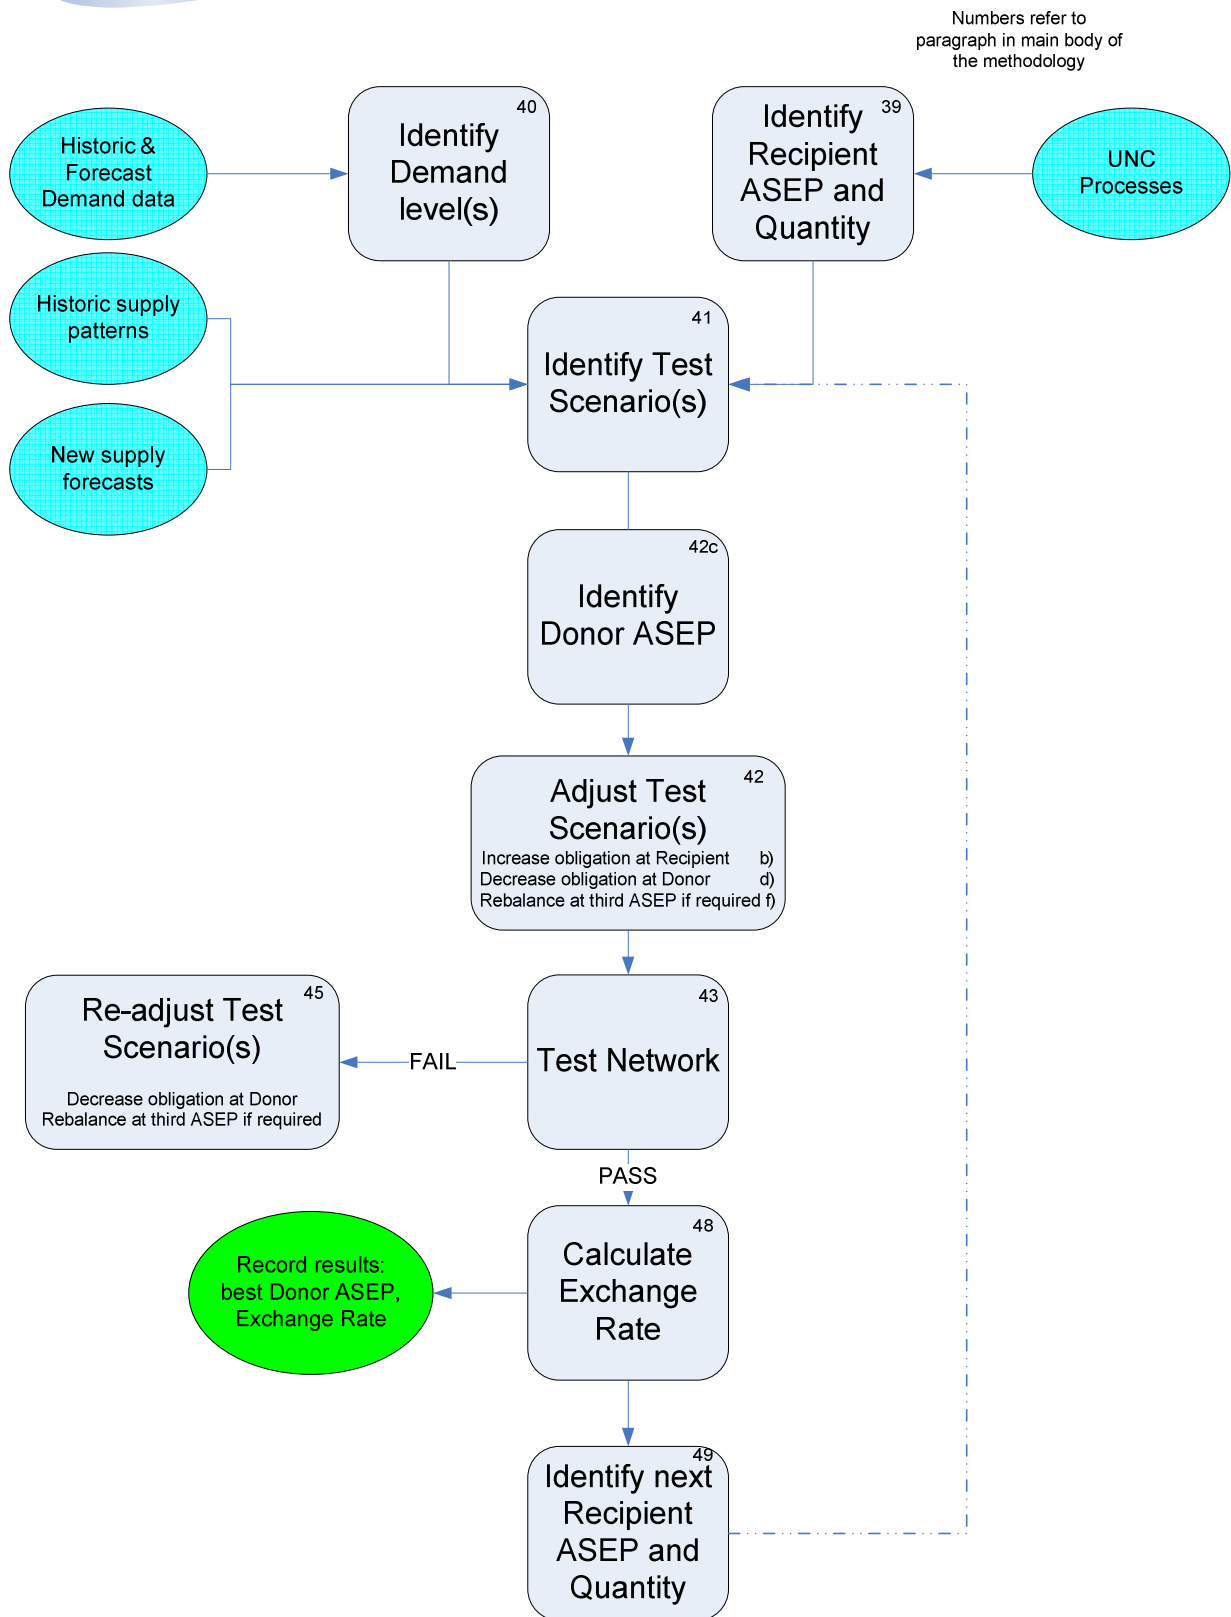 Numbers refer to
paragraph in main body of
the methodology
Historic &
Forecast
Demand data
40
Identify
Demand
level(s)
39
Identify
Recipient
ASEP and
Quantity
UNC
Processes
Historic supply
patterns
New supply
forecasts
41
Identify Test
Scenario(s)
42c
Identify
Donor ASEP
42
Adjust Test
Scenario(s)
Increase obligation at Recipient b)
Decrease obligation at Donor d)
Rebalance at third ASEP if required f)
45
Re-adjust Test
Scenario(s)
Decrease obligation at Donor
Rebalance at third ASEP if required
FAIL
43
Test Network
PASS
48
Calculate
Exchange
Rate
Record results:
best Donor ASEP,
Exchange Rate
49
Identify next
Recipient
ASEP and
Quantity